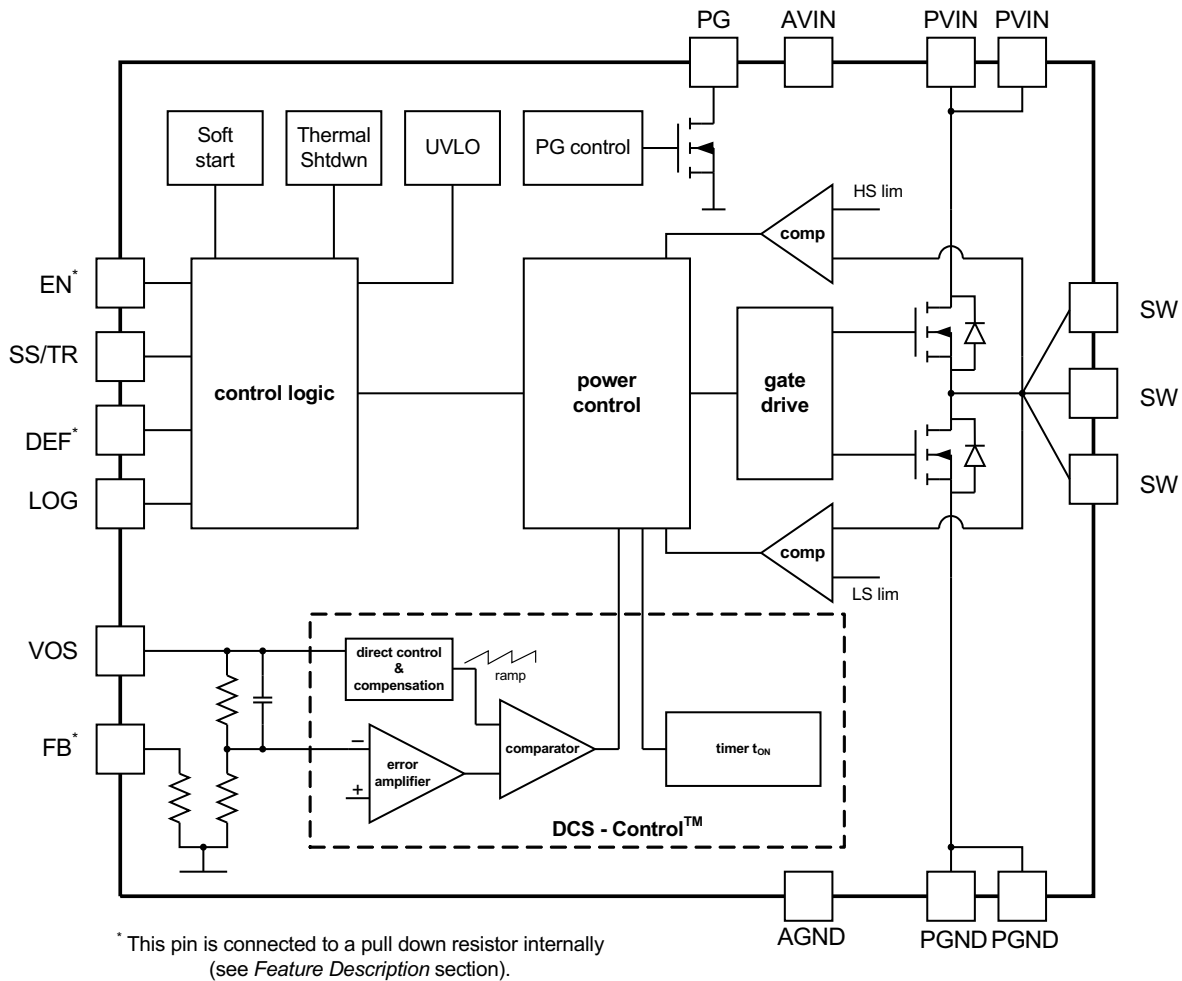 PG AVIN PVIN PVIN
Soft
start
Thermal
Shtdwn
UVLO
PG control
HS lim
comp
EN*
SS/TR
DEF*
LOG
control logic
power
control
gate
drive
SW
SW
SW
comp
LS lim
VOS
FB*
direct control
&
compensation
ramp
−
+
error
amplifier
comparator
timer tON
DCS - Control™
AGND PGND PGND
* This pin is connected to a pull down resistor internally
(see Feature Description section).